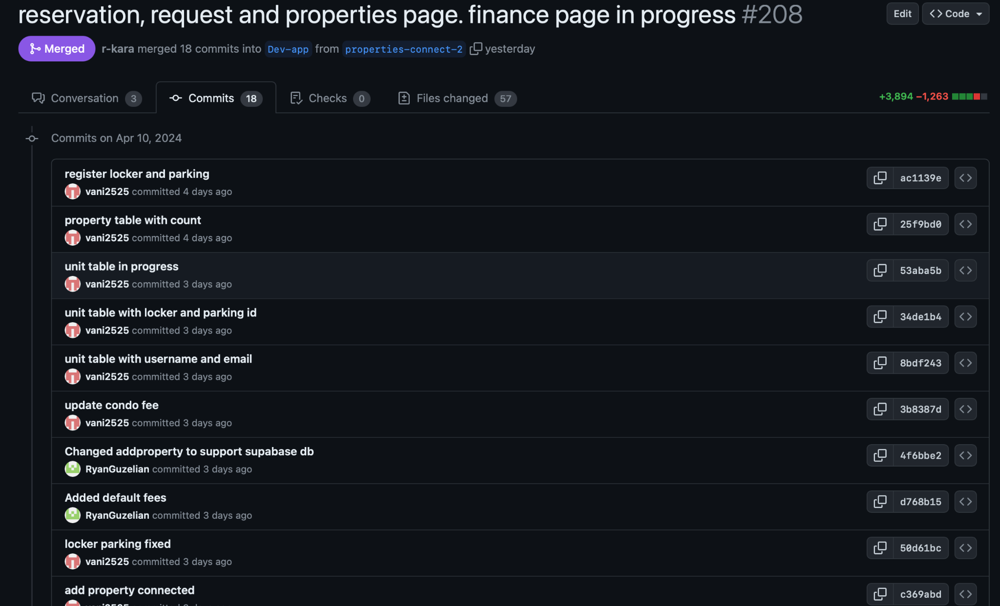 reservation, request and properties page. finance page in progress #208
Edit
<> Code
Merged
r-kara merged 18 commits into Dev-app from properties-connect-2 yesterday
Conversation 3
Commits 18
Checks 0
Files changed 57
+3,894 −1,263
Commits on Apr 10, 2024
register locker and parking
vani2525 committed 4 days ago
ac1139e
property table with count
vani2525 committed 4 days ago
25f9bd0
unit table in progress
vani2525 committed 3 days ago
53aba5b
unit table with locker and parking id
vani2525 committed 3 days ago
34de1b4
unit table with username and email
vani2525 committed 3 days ago
8bdf243
update condo fee
vani2525 committed 3 days ago
3b8387d
Changed addproperty to support supabase db
RyanGuzelian committed 3 days ago
4f6bbe2
Added default fees
RyanGuzelian committed 3 days ago
d768b15
locker parking fixed
vani2525 committed 3 days ago
50d61bc
add property connected
c369abd